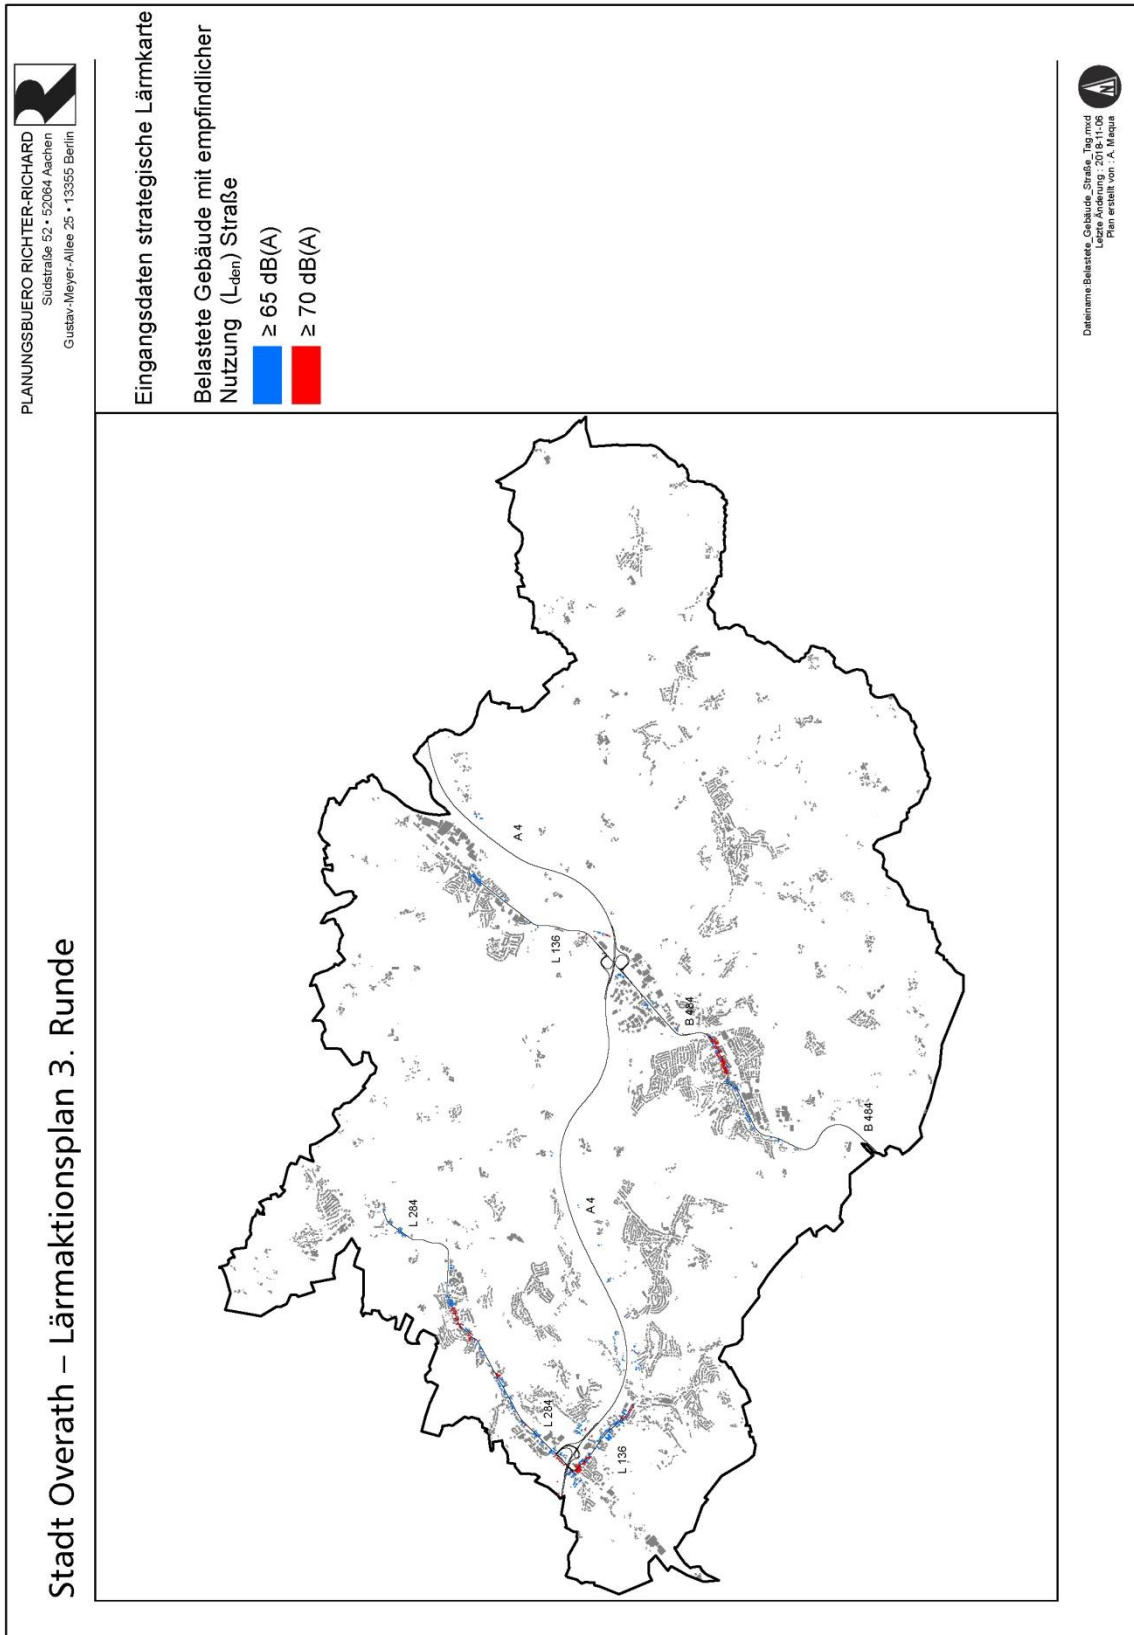 Stadt Overath – Lärmaktionsplan 3. Runde
PLANUNGSBUERO RICHTER-RICHARD
Südstraße 52 • 52064 Aachen
Gustav-Meyer-Allee 25 • 13355 Berlin
Eingangsdaten strategische Lärmkarte
Belastete Gebäude mit empfindlicher
Nutzung (Lden) Straße
≥ 65 dB(A)
≥ 70 dB(A)
L 284
L 284
L 136
A 4
A 4
L 136
B 484
B 484
N
Dateiname:Belastete_Gebäude_Straße_Tag.mxd
Letzte Änderung : 2018-11-06
Plan erstellt von : A. Maqua